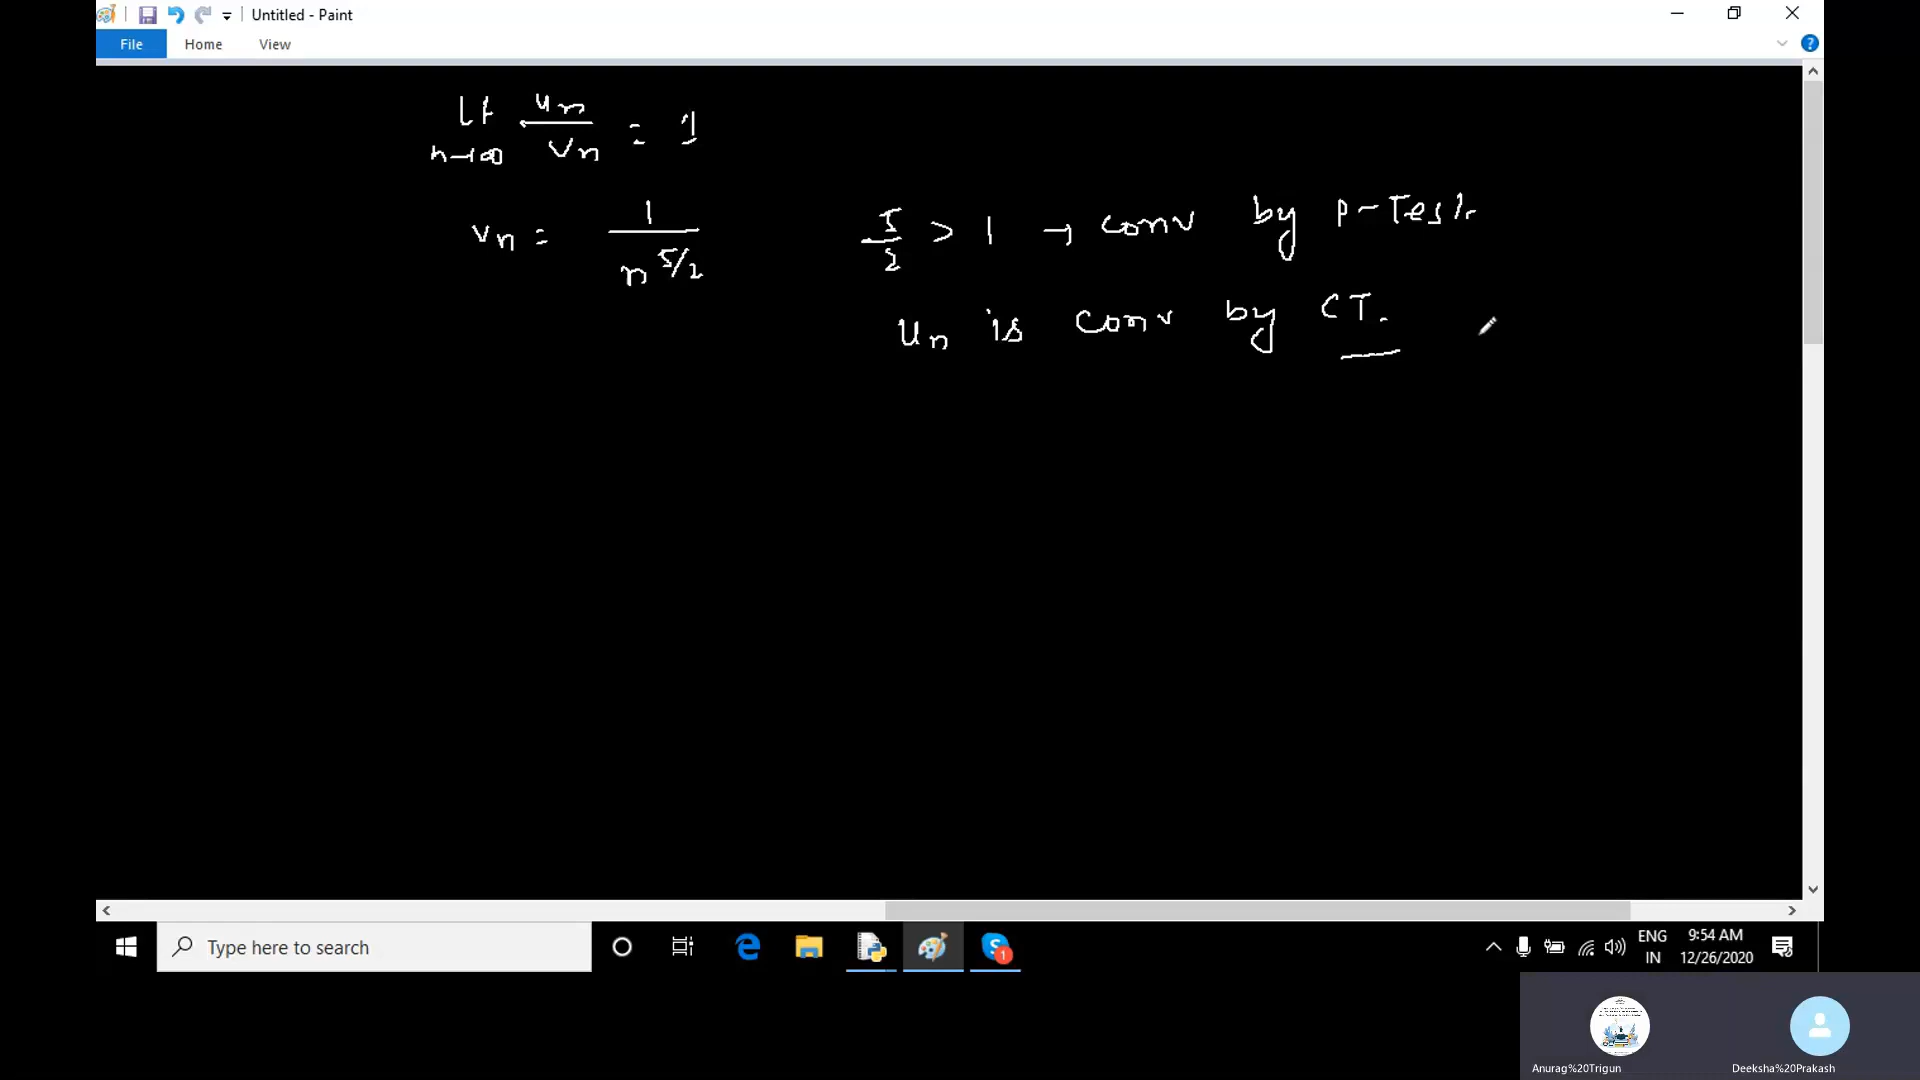 Untitled - Paint
File Home View
Lt un/vn = 1
n→∞
vn = 1/n^5/2
5/2 > 1 → conv by p-Test.
un is conv by CT.
Type here to search
1
ENG
IN
9:54 AM
12/26/2020
Anurag%20Trigun
Deeksha%20Prakash